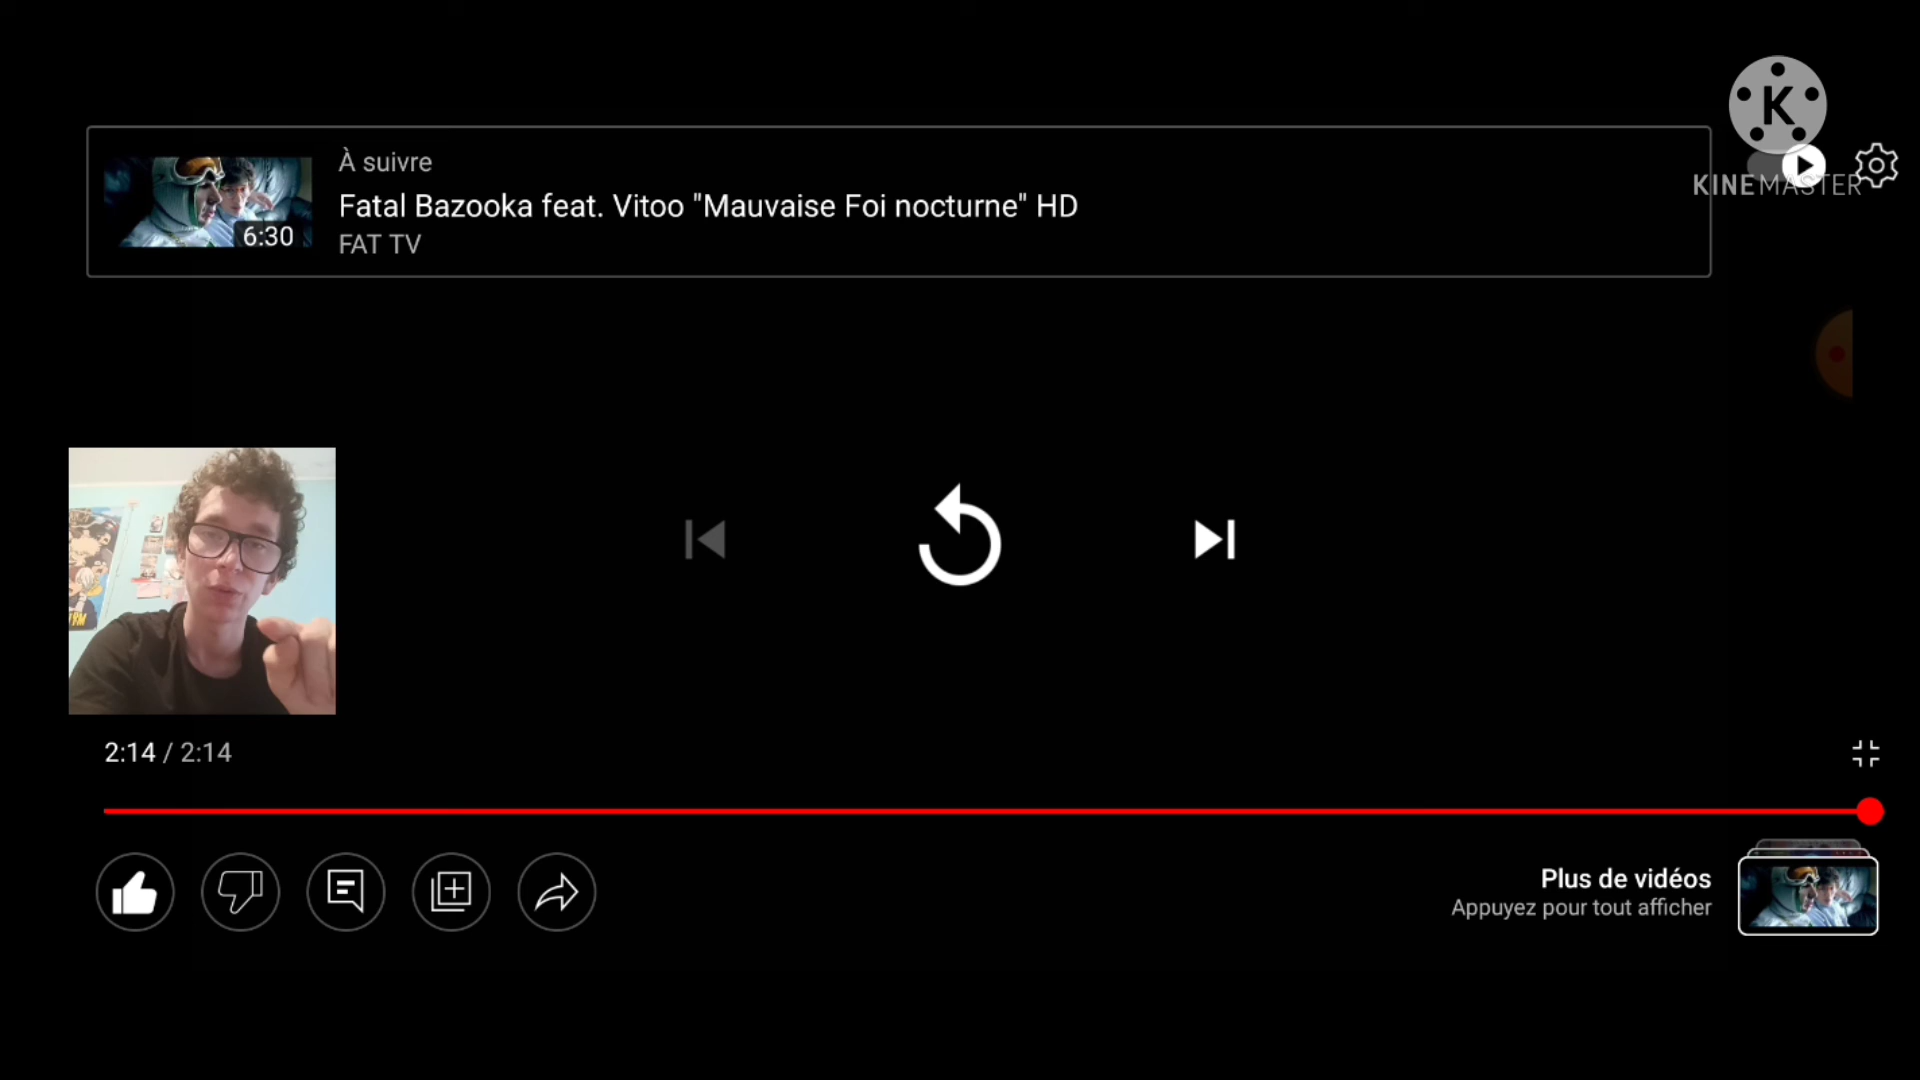 À suivre
Fatal Bazooka feat. Vitoo "Mauvaise Foi nocturne" HD
FAT TV
6:30
K
KINEMASTER
2:14 / 2:14
Plus de vidéos
Appuyez pour tout afficher